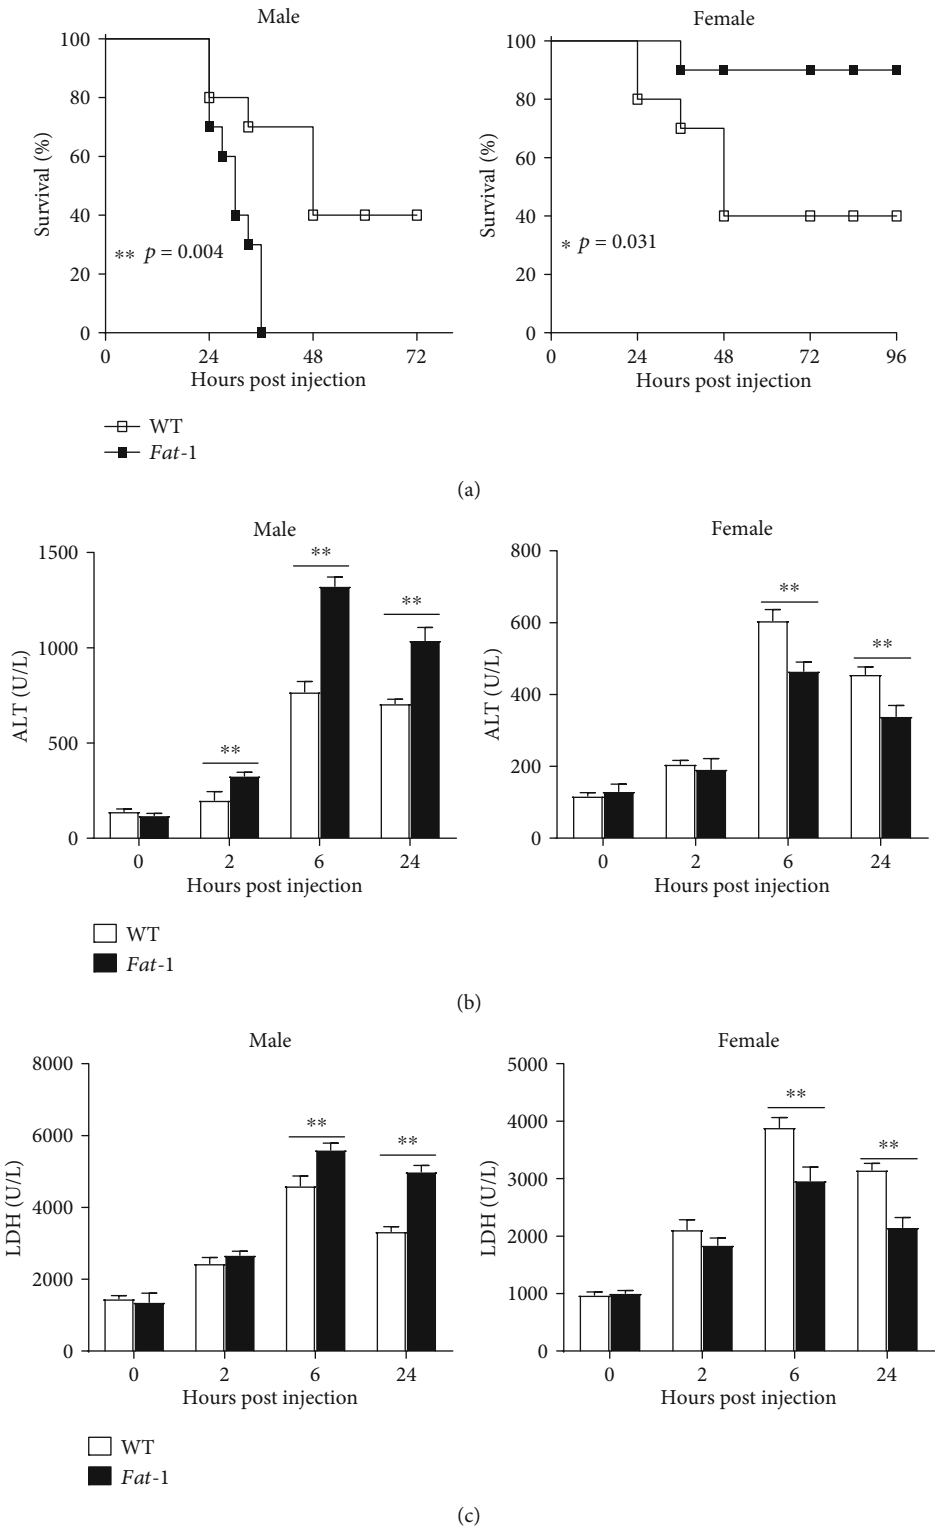 Male
100
80
60
40
20
0
Survival (%)
** p = 0.004
0 24 48 72
Hours post injection
Female
100
80
60
40
20
0
Survival (%)
* p = 0.031
0 24 48 72 96
Hours post injection
WT
Fat-1
(a)
Male
1500
1000
500
0
ALT (U/L)
** ** **
0 2 6 24
Hours post injection
Female
800
600
400
200
0
ALT (U/L)
** **
0 2 6 24
Hours post injection
WT
Fat-1
(b)
Male
8000
6000
4000
2000
0
LDH (U/L)
** **
0 2 6 24
Hours post injection
Female
5000
4000
3000
2000
1000
0
LDH (U/L)
** **
0 2 6 24
Hours post injection
WT
Fat-1
(c)